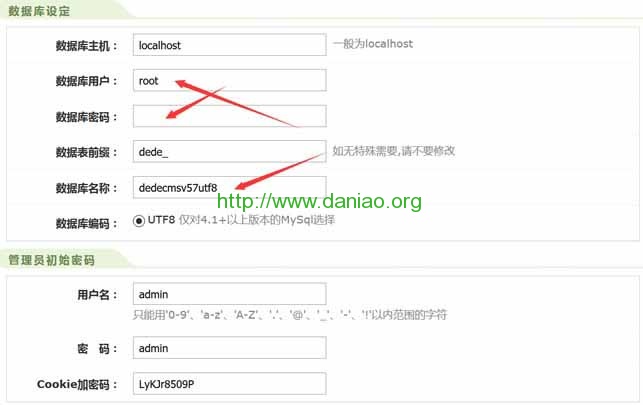 数据库设定
数据库主机： localhost 一般为localhost
数据库用户： root
数据库密码：
数据表前缀： dede_ 如无特殊需要,请不要修改
数据库名称： dedecmsv57utf8
http://www.daniao.org
数据库编码： UTF8 仅对4.1+以上版本的MySql选择
管理员初始密码
用户名： admin
只能用'0-9'、'a-z'、'A-Z'、'.'、'@'、'_'、'-'、'!'以内范围的字符
密 码： admin
Cookie加密码： LyKJr8509P